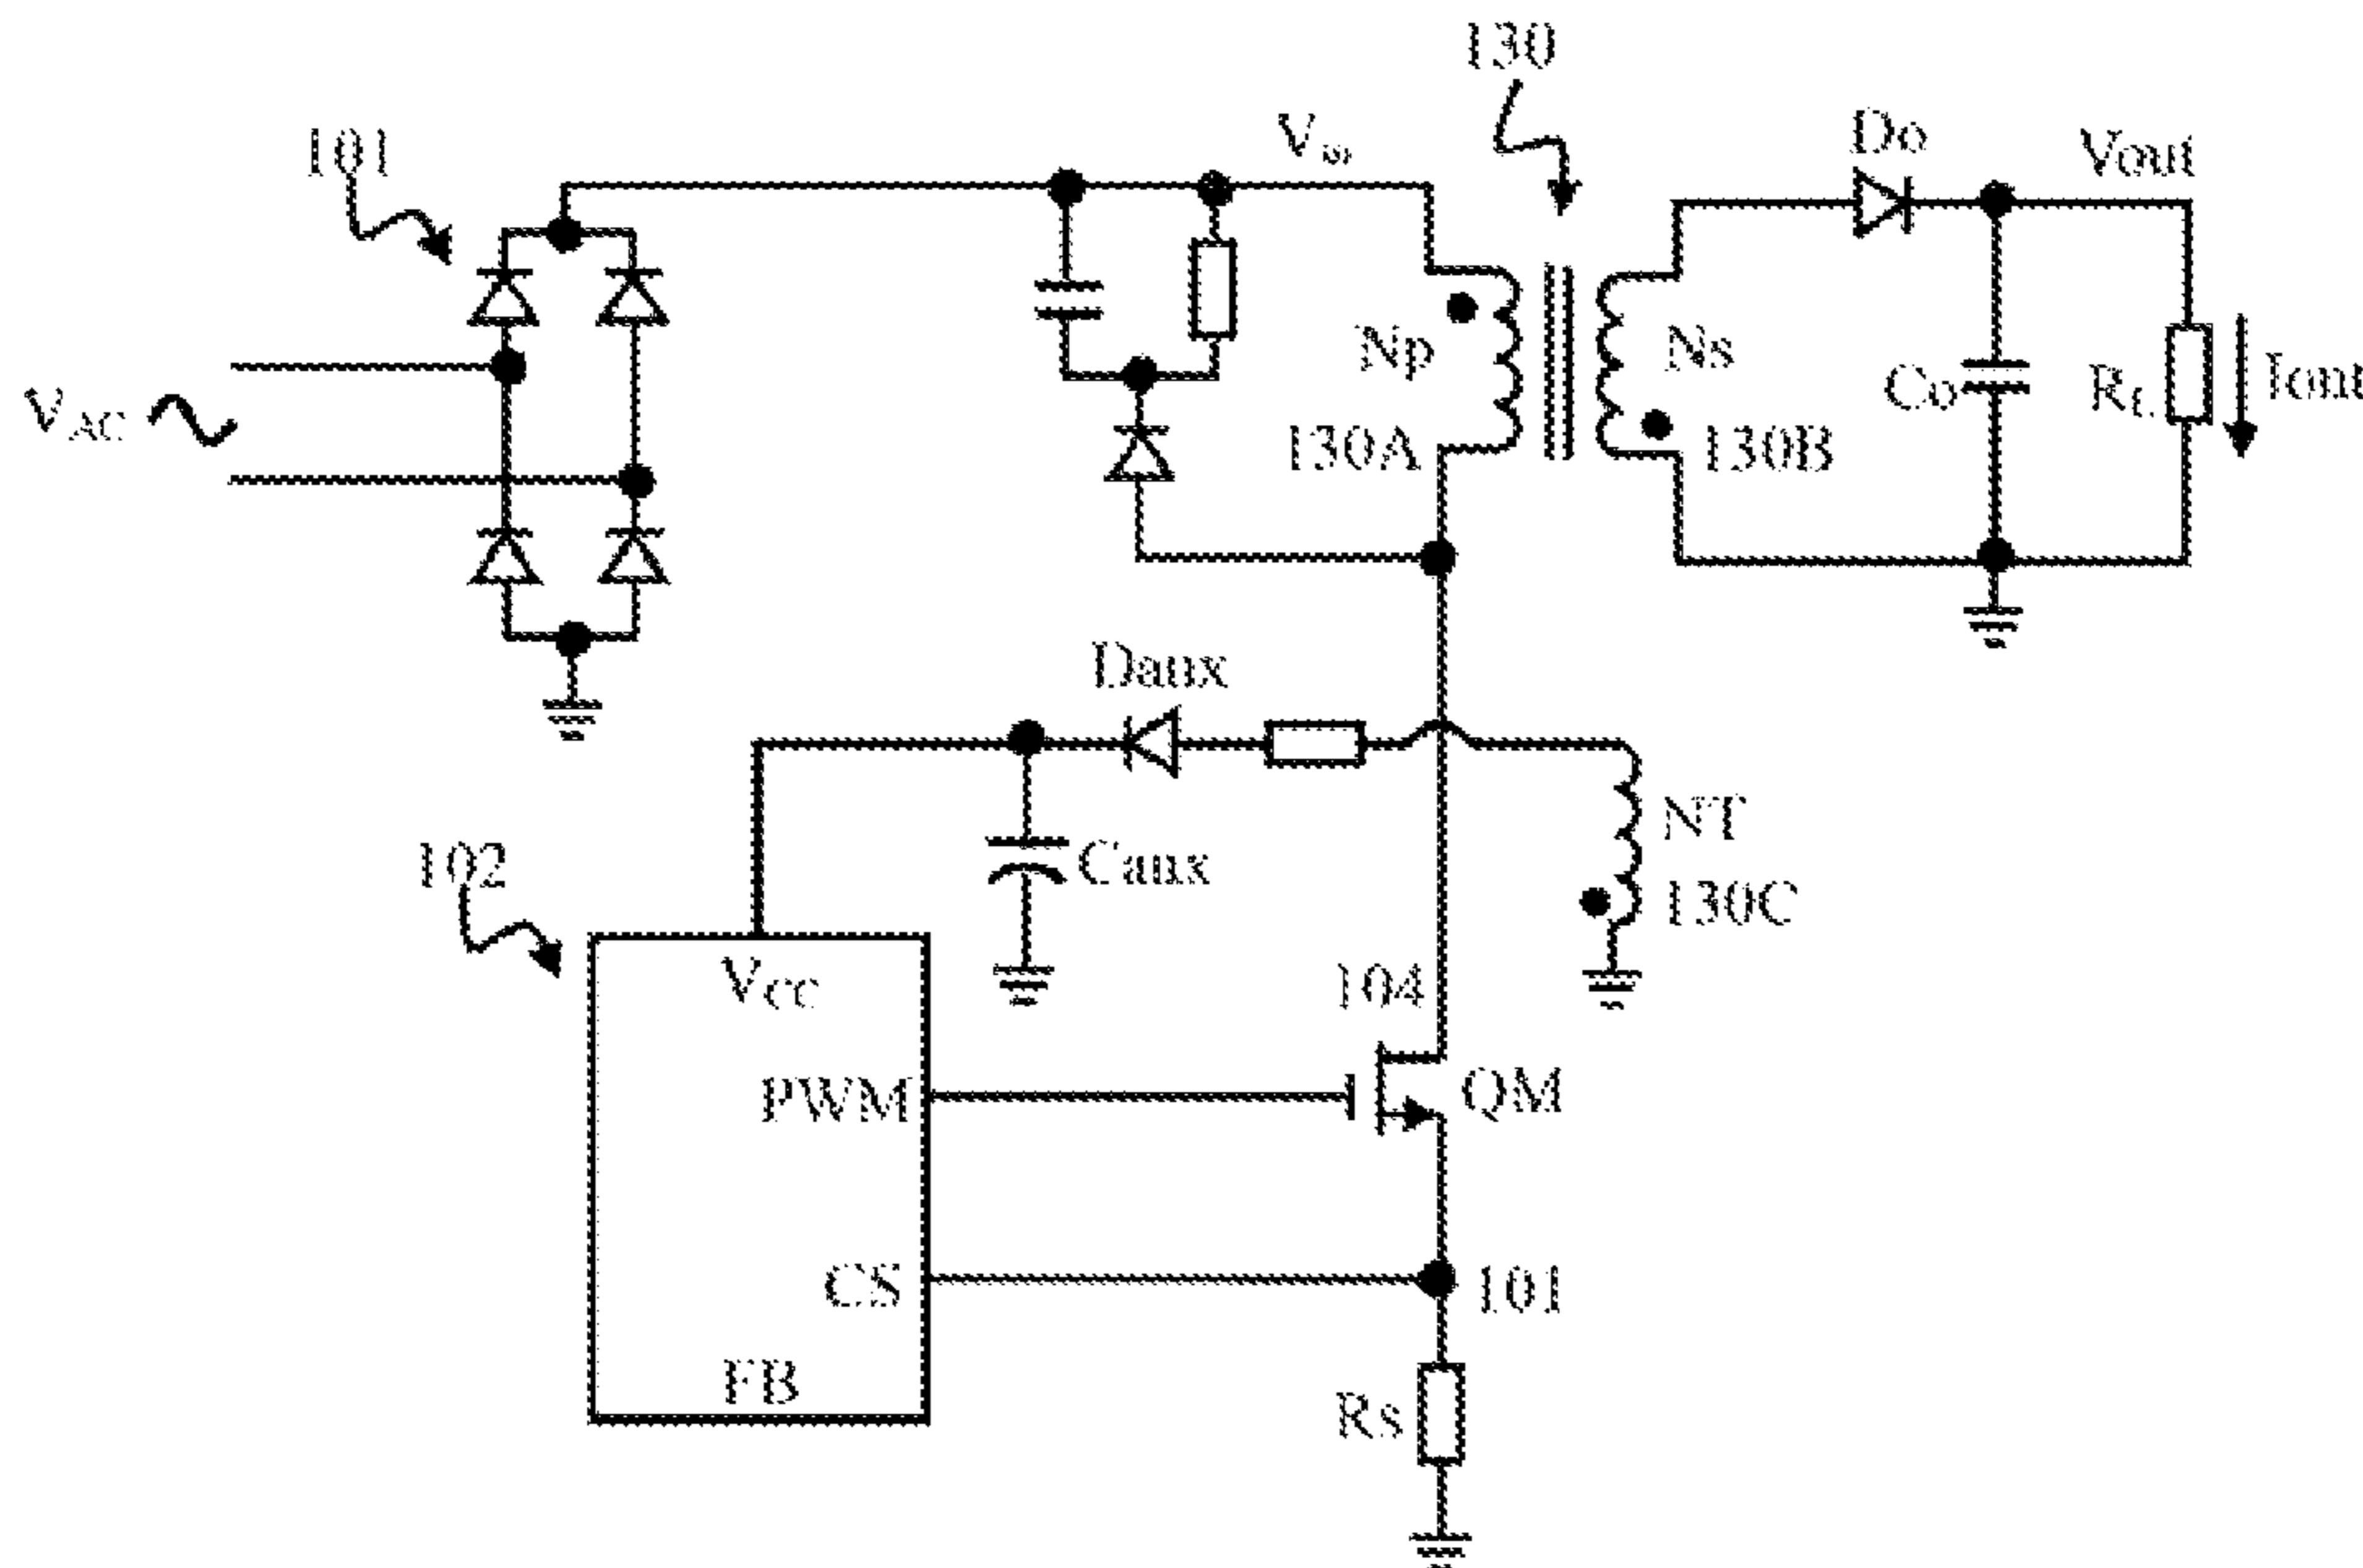 130
101
Vin
Do
Vout
Np
Ns
Co
RL
Iout
VAC
130A
130B
Daux
NT
102
Caux
130C
VCC
104
PWM
QM
CS
101
FB
Rs